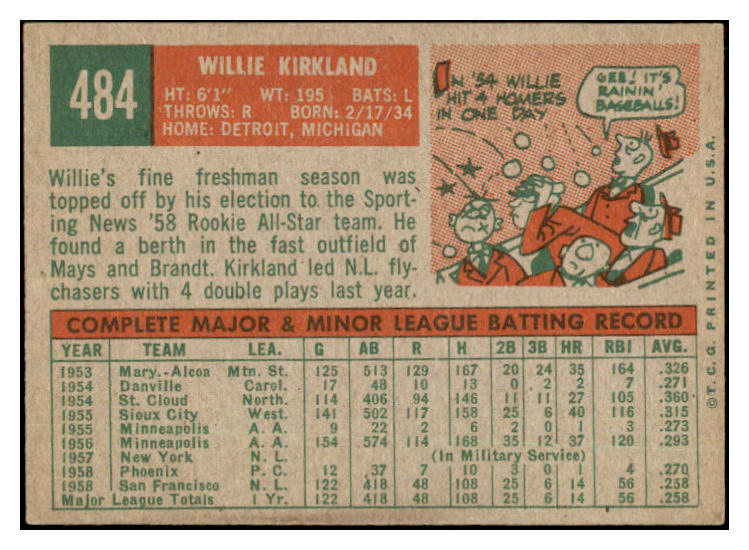 484
WILLIE KIRKLAND
HT: 6'1" WT: 195 BATS: L
THROWS: R BORN: 2/17/34
HOME: DETROIT, MICHIGAN
IN '54 WILLIE
HIT 4 HOMERS
IN ONE DAY
GEE! IT'S
RAININ'
BASEBALLS!
Willie's fine freshman season was
topped off by his election to the Sport-
ing News '58 Rookie All-Star team. He
found a berth in the fast outfield of
Mays and Brandt. Kirkland led N.L. fly-
chasers with 4 double plays last year.
COMPLETE MAJOR & MINOR LEAGUE BATTING RECORD
YEAR TEAM LEA. G AB R H 2B 3B HR RBI AVG.
1953 Mary.-Alcoa Mtn. St. 125 513 129 167 20 24 35 164 .326
1954 Danville Carol. 17 48 10 13 0 2 2 7 .271
1954 St. Cloud North. 114 406 94 146 11 11 27 105 .360
1955 Sioux City West. 141 502 117 158 25 6 40 116 .315
1955 Minneapolis A. A. 9 22 2 6 2 0 1 3 .273
1956 Minneapolis A. A. 154 574 114 168 35 12 37 120 .293
1957 New York N. L. (In Military Service)
1958 Phoenix P. C. 12 37 7 10 3 0 1 4 .270
1958 San Francisco N. L. 122 418 48 108 25 6 14 56 .258
Major League Totals 1 Yr. 122 418 48 108 25 6 14 56 .258
©T.C.G. PRINTED IN U.S.A.